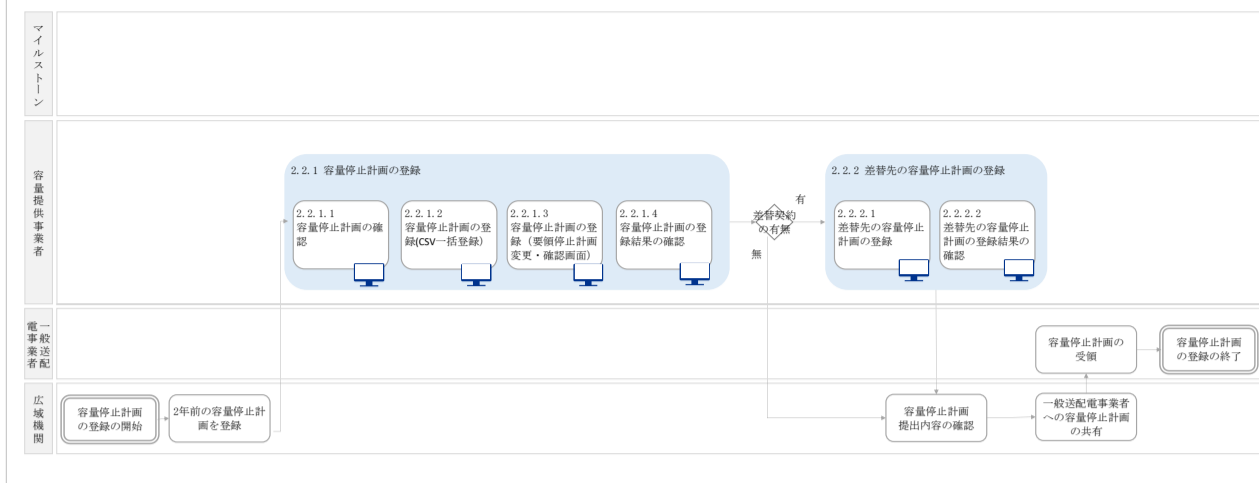 マイルストーン
容量提供事業者
2.2.1 容量停止計画の登録
2.2.1.1
容量停止計画の確
認
2.2.1.2
容量停止計画の登
録(CSV一括登録)
2.2.1.3
容量停止計画の登
録（要領停止計画
変更・確認画面）
2.2.1.4
容量停止計画の登
録結果の確認
差替契約
の有無
有
無
2.2.2 差替先の容量停止計画の登録
2.2.2.1
差替先の容量停止
計画の登録
2.2.2.2
差替先の容量停止
計画の登録結果の
確認
一般送配
電事業者
容量停止計画の
受領
容量停止計画
の登録の終了
広域機関
容量停止計画
の登録の開始
2年前の容量停止計
画を登録
容量停止計画
提出内容の確認
一般送配電事業者
への容量停止計画
の共有